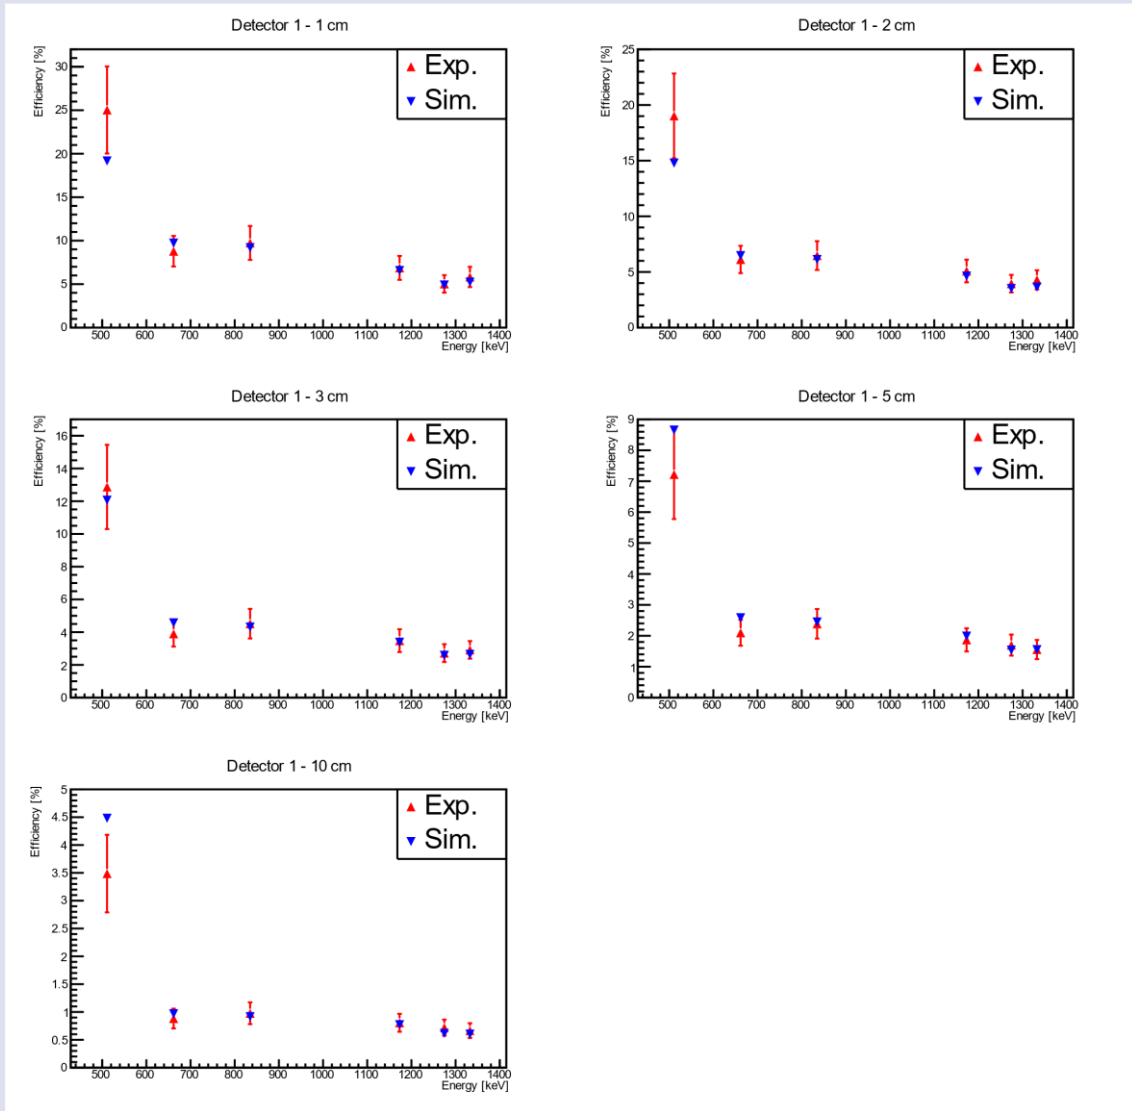 Detector 1 - 1 cm
Efficiency [%]
30
25
20
15
10
5
0
500 600 700 800 900 1000 1100 1200 1300 1400
Energy [keV]
Exp.
Sim.
Detector 1 - 2 cm
Efficiency [%]
25
20
15
10
5
0
500 600 700 800 900 1000 1100 1200 1300 1400
Energy [keV]
Exp.
Sim.
Detector 1 - 3 cm
Efficiency [%]
16
14
12
10
8
6
4
2
0
500 600 700 800 900 1000 1100 1200 1300 1400
Energy [keV]
Exp.
Sim.
Detector 1 - 5 cm
Efficiency [%]
9
8
7
6
5
4
3
2
1
0
500 600 700 800 900 1000 1100 1200 1300 1400
Energy [keV]
Exp.
Sim.
Detector 1 - 10 cm
Efficiency [%]
5
4.5
4
3.5
3
2.5
2
1.5
1
0.5
0
500 600 700 800 900 1000 1100 1200 1300 1400
Energy [keV]
Exp.
Sim.